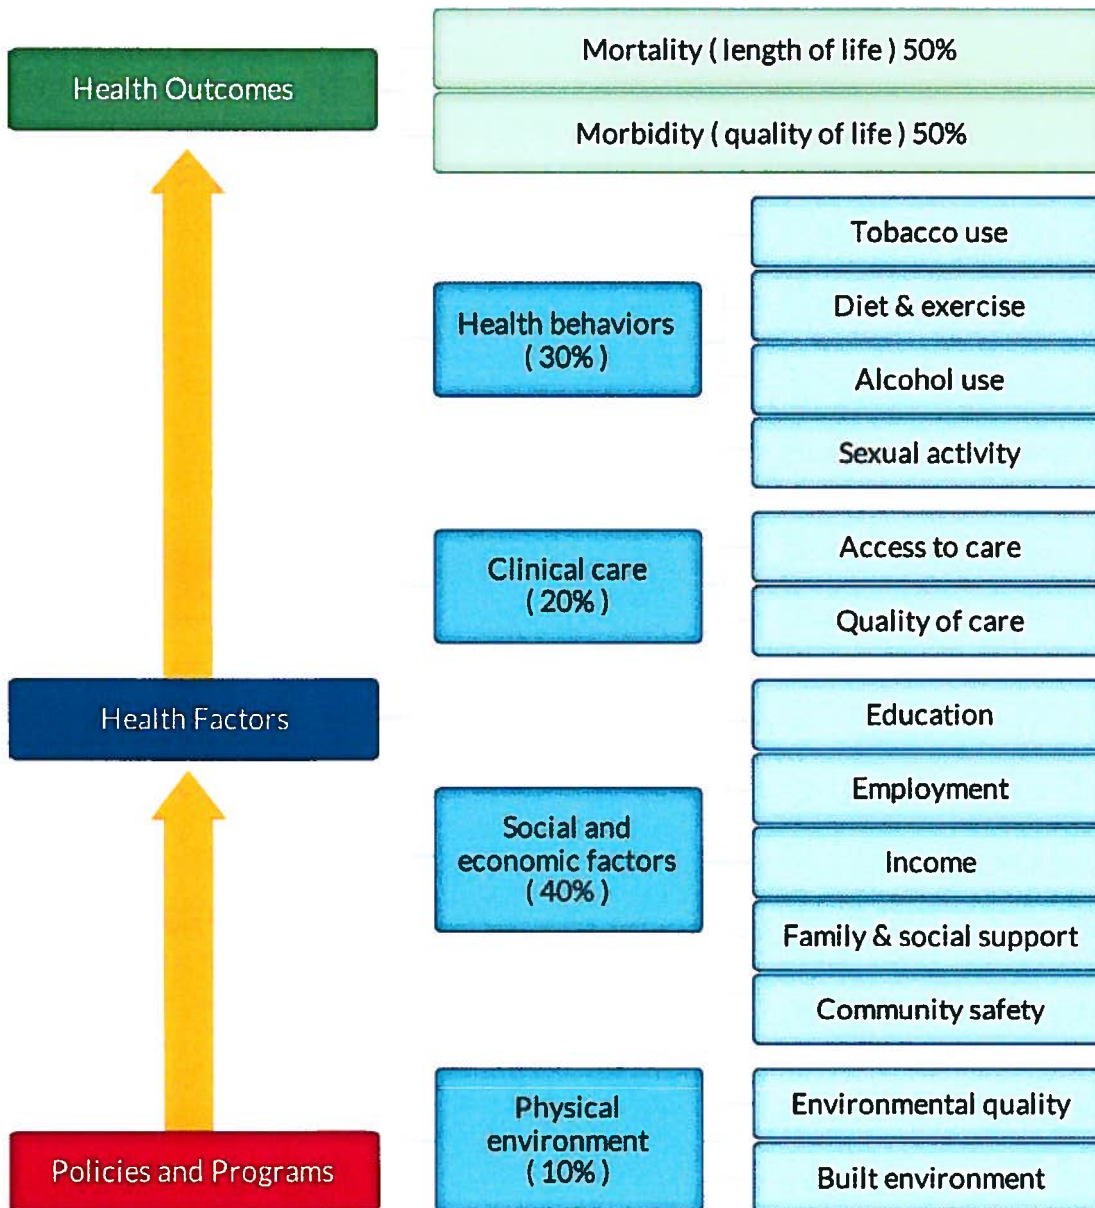 Health Outcomes
Mortality ( length of life ) 50%
Morbidity ( quality of life ) 50%
Health behaviors
( 30% )
Tobacco use
Diet & exercise
Alcohol use
Sexual activity
Clinical care
( 20% )
Access to care
Quality of care
Health Factors
Social and
economic factors
( 40% )
Education
Employment
Income
Family & social support
Community safety
Physical
environment
( 10% )
Environmental quality
Built environment
Policies and Programs